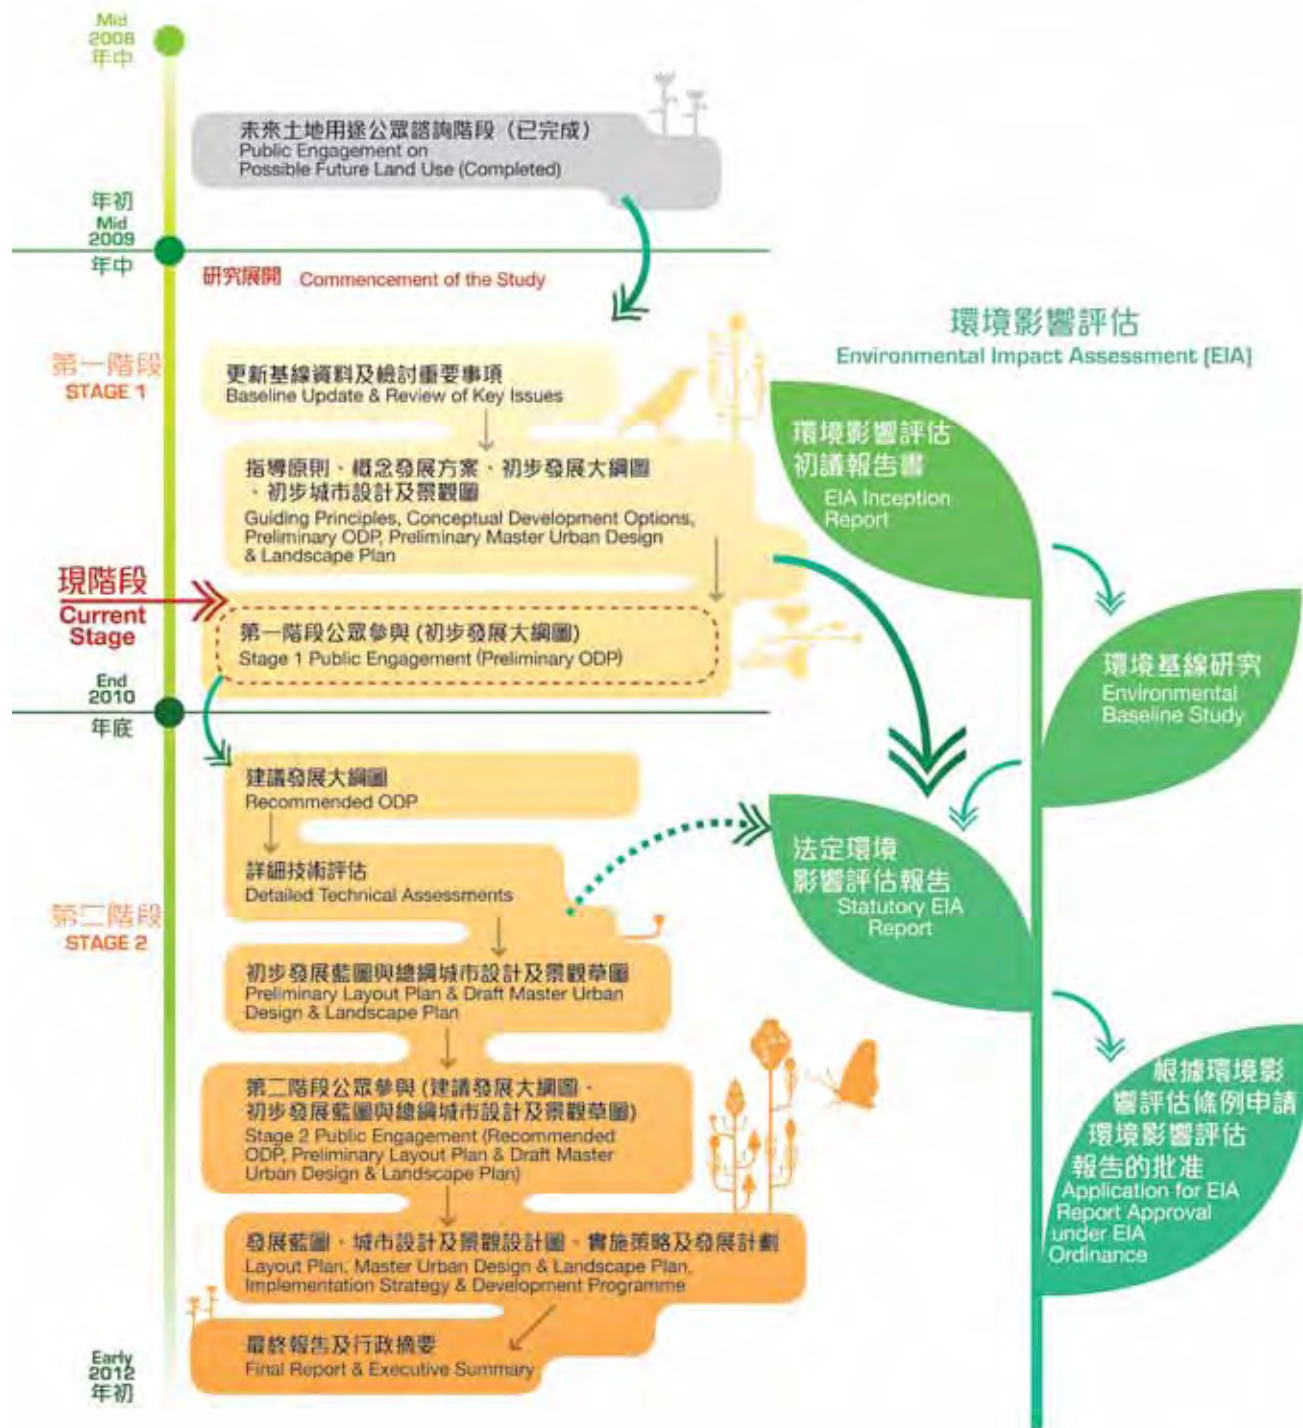 Mid
2008
年中
未來土地用途公眾諮詢階段（已完成）
Public Engagement on
Possible Future Land Use (Completed)
年初
Mid
2009
年中
研究展開 Commencement of the Study
第一階段
STAGE 1
更新基線資料及檢討重要事項
Baseline Update & Review of Key Issues
指導原則、概念發展方案、初步發展大綱圖
、初步城市設計及景觀圖
Guiding Principles, Conceptual Development Options,
Preliminary ODP, Preliminary Master Urban Design
& Landscape Plan
現階段
Current
Stage
第一階段公眾參與 (初步發展大綱圖)
Stage 1 Public Engagement (Preliminary ODP)
End
2010
年底
建議發展大綱圖
Recommended ODP
詳細技術評估
Detailed Technical Assessments
第二階段
STAGE 2
初步發展藍圖與總綱城市設計及景觀草圖
Preliminary Layout Plan & Draft Master Urban
Design & Landscape Plan
第二階段公眾參與 (建議發展大綱圖、
初步發展藍圖與總綱城市設計及景觀草圖)
Stage 2 Public Engagement (Recommended
ODP, Preliminary Layout Plan & Draft Master
Urban Design & Landscape Plan)
發展藍圖、城市設計及景觀設計圖、實施策略及發展計劃
Layout Plan, Master Urban Design & Landscape Plan,
Implementation Strategy & Development Programme
最終報告及行政摘要
Final Report & Executive Summary
Early
2012
年初
環境影響評估
Environmental Impact Assessment (EIA)
環境影響評估
初議報告書
EIA Inception
Report
環境基線研究
Environmental
Baseline Study
法定環境
影響評估報告
Statutory EIA
Report
根據環境影
響評估條例申請
環境影響評估
報告的批准
Application for EIA
Report Approval
under EIA
Ordinance